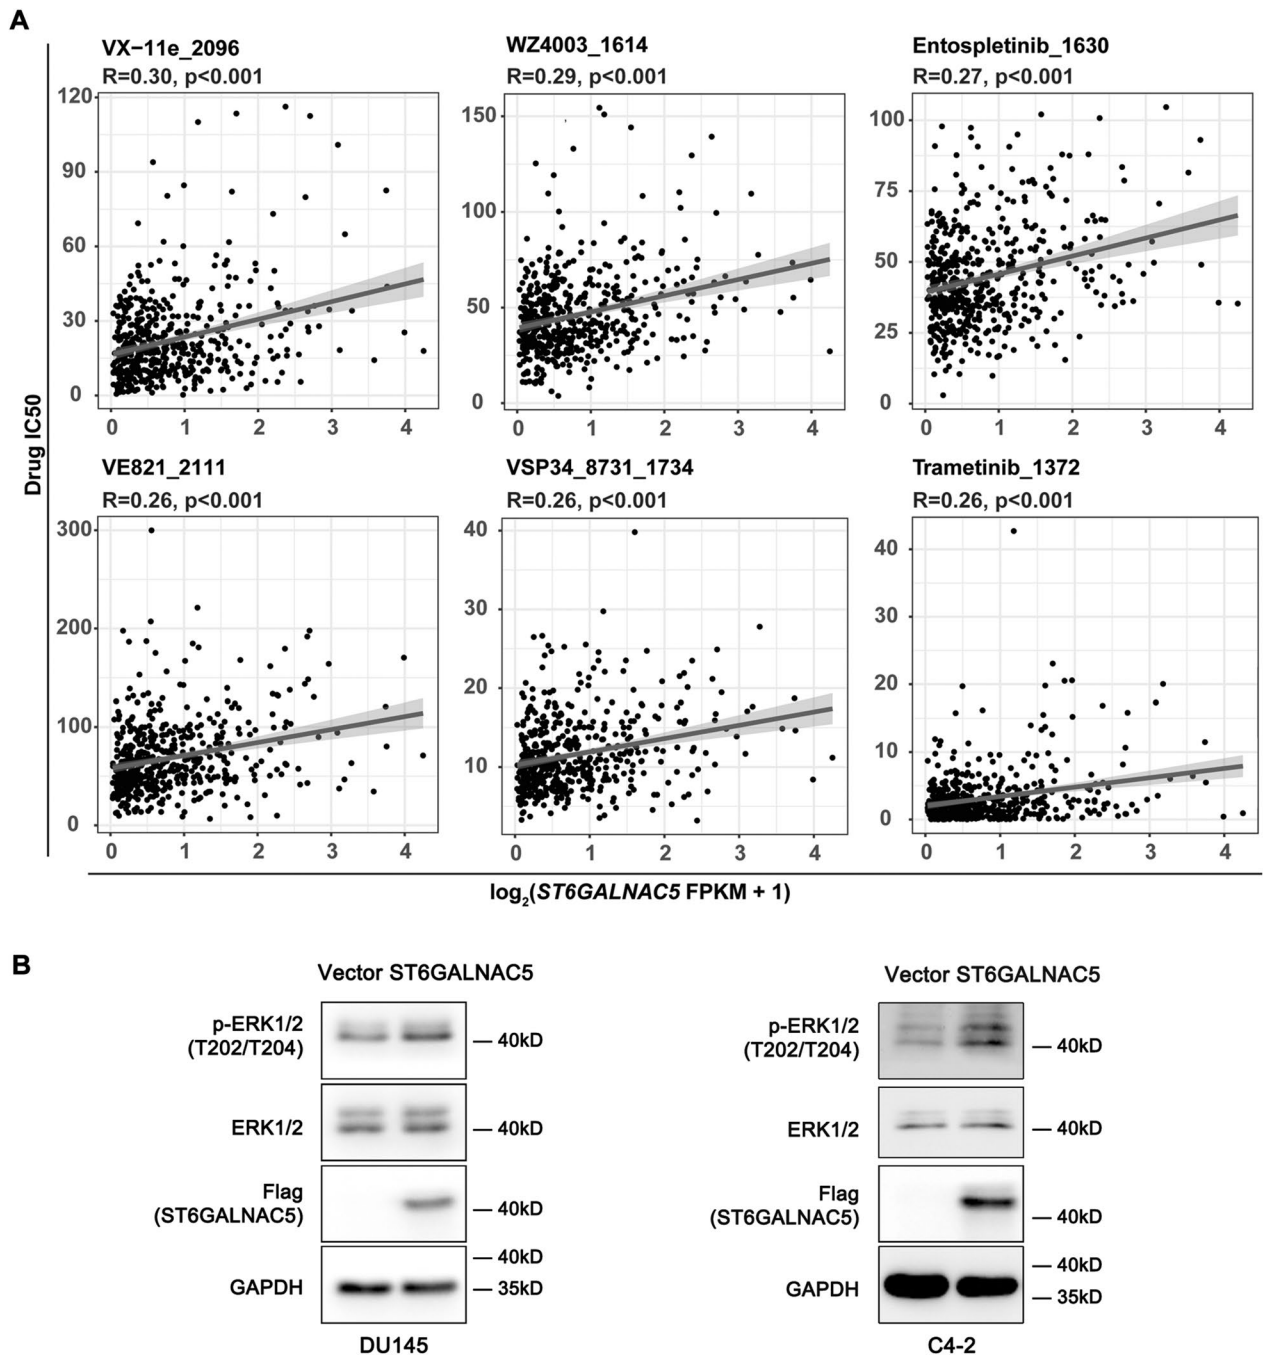 A
VX−11e_2096
R=0.30, p<0.001
WZ4003_1614
R=0.29, p<0.001
Entospletinib_1630
R=0.27, p<0.001
120
90
60
30
0
0 1 2 3 4
150
100
50
0
0 1 2 3 4
100
75
50
25
0
0 1 2 3 4
Drug IC50
VE821_2111
R=0.26, p<0.001
VSP34_8731_1734
R=0.26, p<0.001
Trametinib_1372
R=0.26, p<0.001
300
200
100
0
0 1 2 3 4
40
30
20
10
0 1 2 3 4
40
30
20
10
0
0 1 2 3 4
log2(ST6GALNAC5 FPKM + 1)
B
Vector ST6GALNAC5
p-ERK1/2
(T202/T204)
40kD
ERK1/2
40kD
Flag
(ST6GALNAC5)
40kD
GAPDH
40kD
35kD
DU145
Vector ST6GALNAC5
p-ERK1/2
(T202/T204)
40kD
ERK1/2
40kD
Flag
(ST6GALNAC5)
40kD
GAPDH
40kD
35kD
C4-2